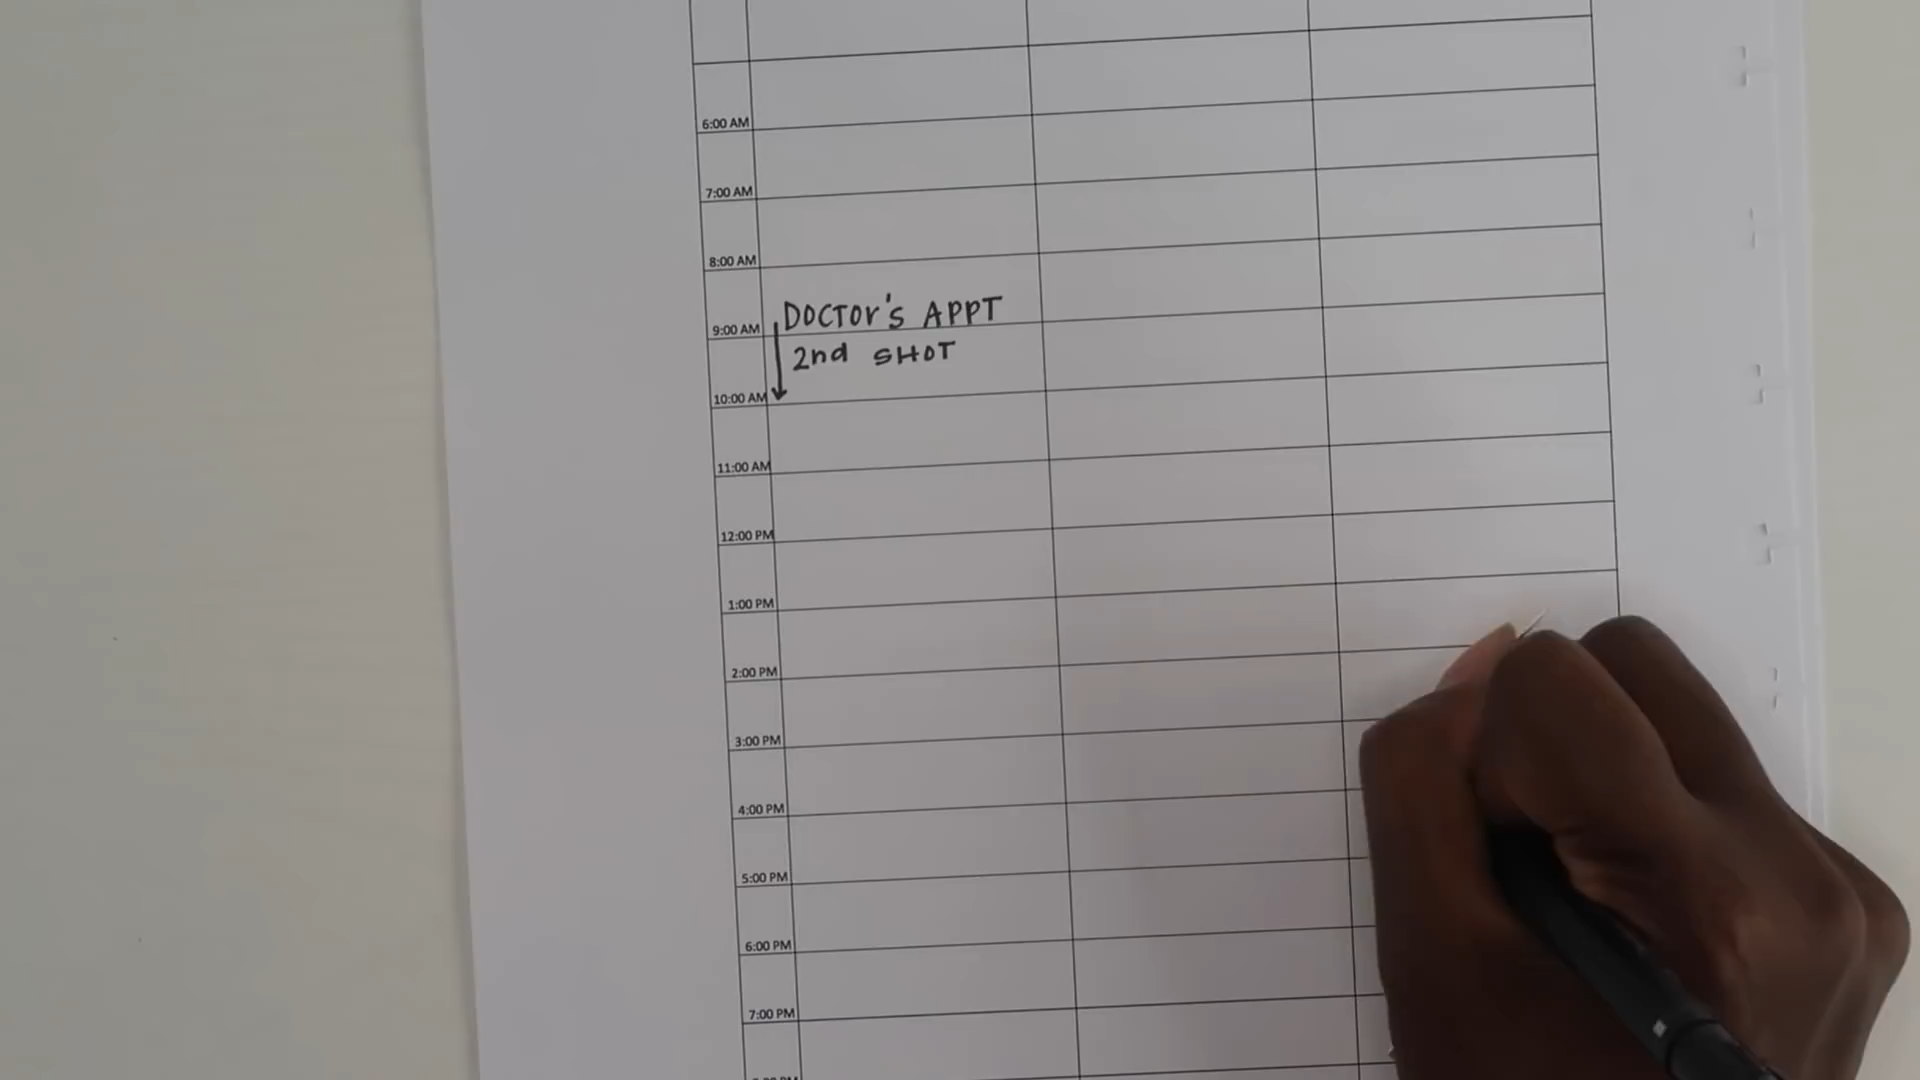 6:00 AM
7:00 AM
8:00 AM
DOCTOr's APPT
9:00 AM
2nd SHOT
10:00 AM
11:00 AM
12:00 PM
1:00 PM
2:00 PM
3:00 PM
4:00 PM
5:00 PM
6:00 PM
7:00 PM